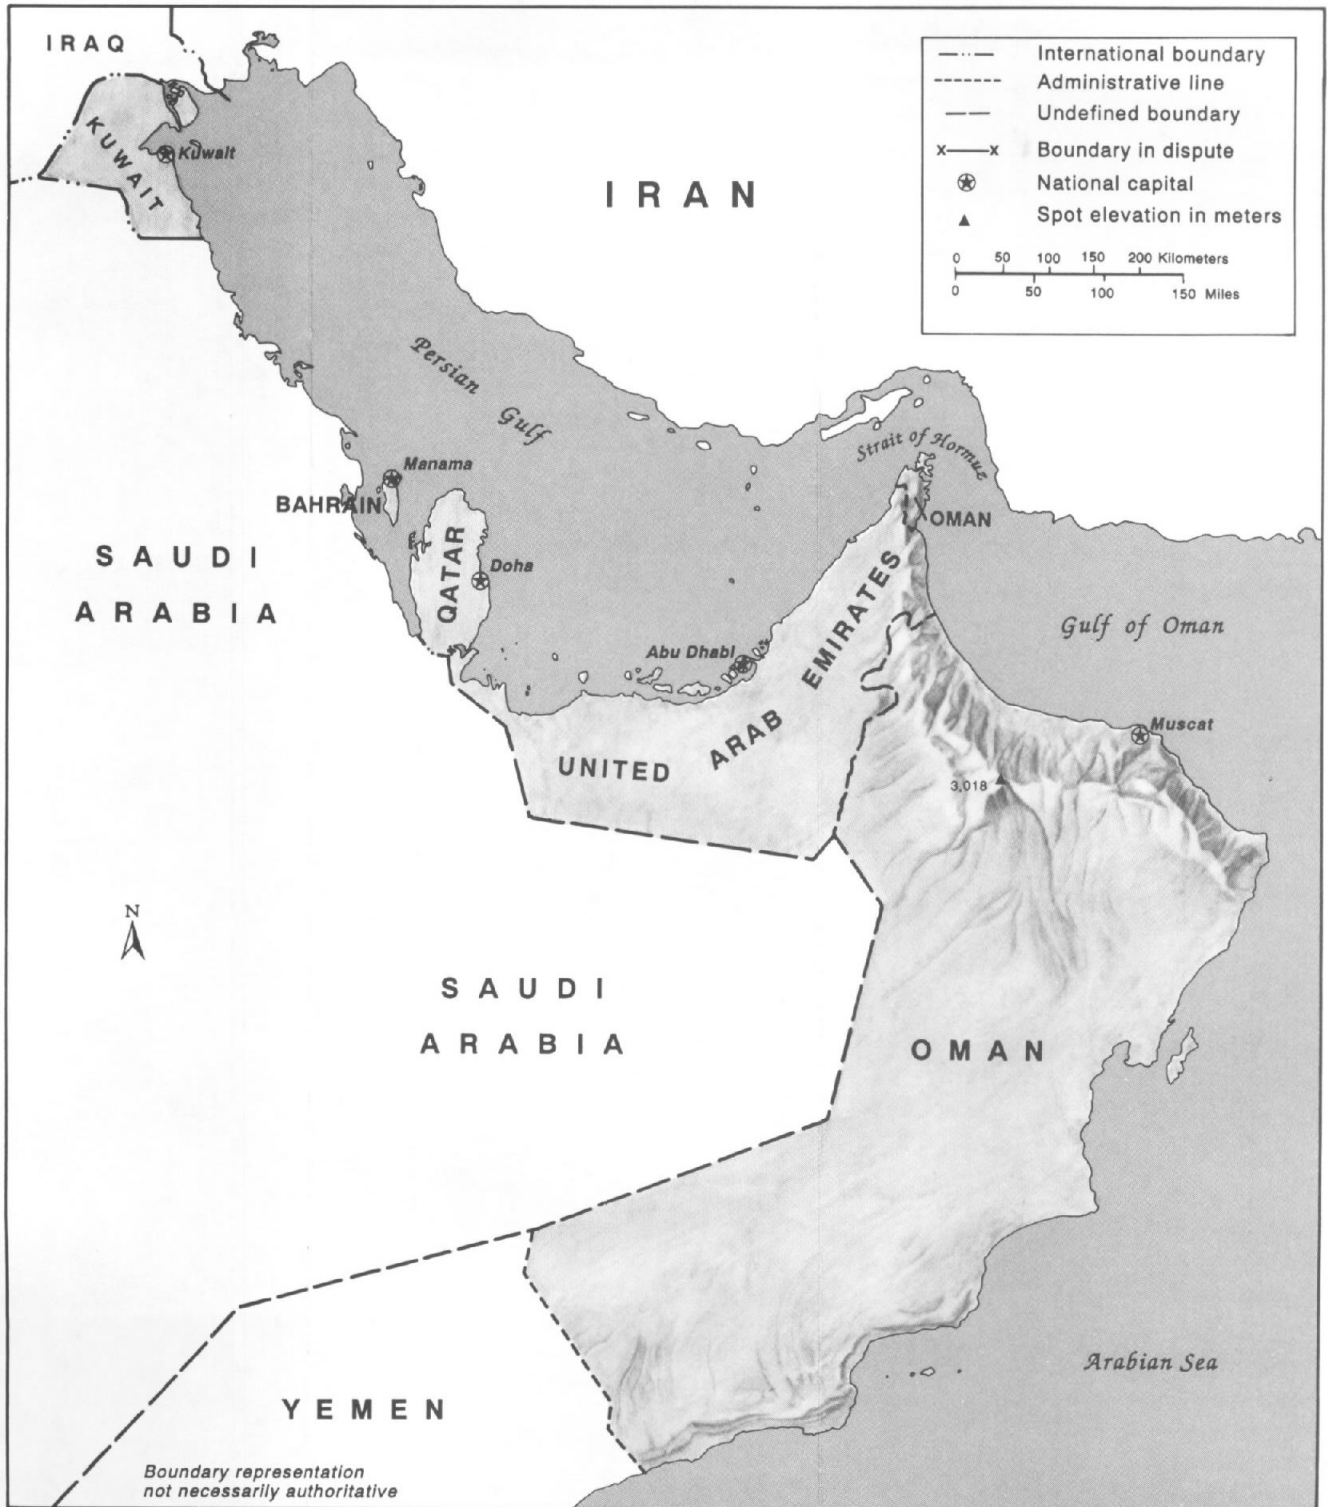 IRAQ
KUWAIT
Kuwait
IRAN
International boundary
Administrative line
Undefined boundary
x x Boundary in dispute
National capital
Spot elevation in meters
0 50 100 150 200 Kilometers
0 50 100 150 Miles
Persian
Gulf
Strait of Hormuz
Manama
BAHRAIN
QATAR
Doha
OMAN
SAUDI
ARABIA
Abu Dhabi
UNITED ARAB EMIRATES
Gulf of Oman
Muscat
3,018
N
SAUDI
ARABIA
OMAN
Arabian Sea
YEMEN
Boundary representation
not necessarily authoritative